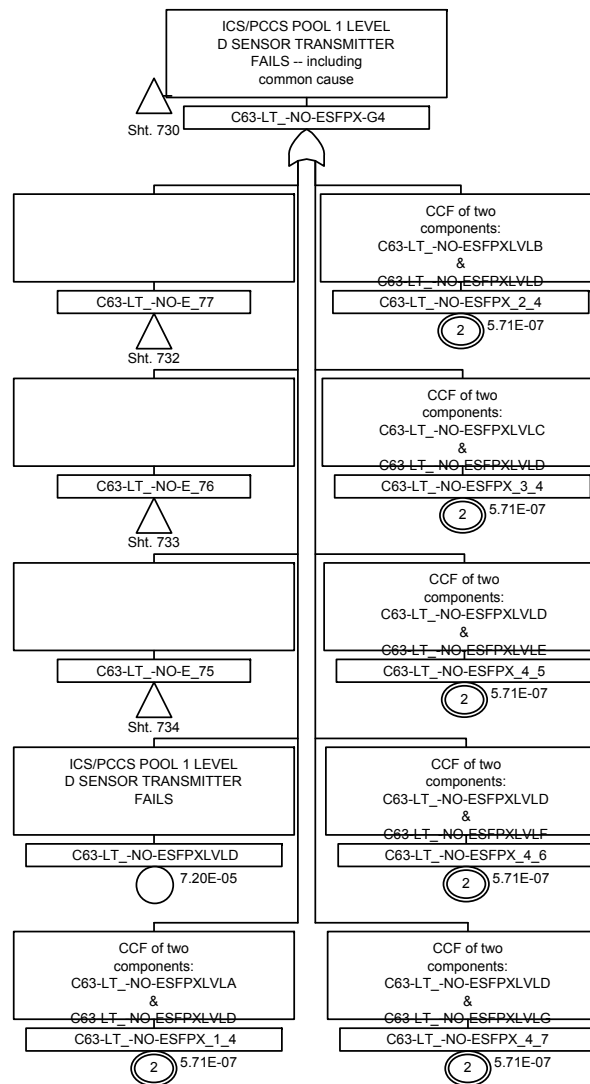 ICS/PCCS POOL 1 LEVEL
D SENSOR TRANSMITTER
FAILS -- including
common cause
Sht. 730
C63-LT_-NO-ESFPX-G4
C63-LT_-NO-E_77
Sht. 732
CCF of two
components:
C63-LT_-NO-ESFPXLVLB
&
C63-LT_-NO-ESFPXLVLD
C63-LT_-NO-ESFPX_2_4
2
5.71E-07
C63-LT_-NO-E_76
Sht. 733
CCF of two
components:
C63-LT_-NO-ESFPXLVLC
&
C63-LT_-NO-ESFPXLVLD
C63-LT_-NO-ESFPX_3_4
2
5.71E-07
C63-LT_-NO-E_75
Sht. 734
CCF of two
components:
C63-LT_-NO-ESFPXLVLD
&
C63-LT_-NO-ESFPXLVLE
C63-LT_-NO-ESFPX_4_5
2
5.71E-07
ICS/PCCS POOL 1 LEVEL
D SENSOR TRANSMITTER
FAILS
C63-LT_-NO-ESFPXLVLD
7.20E-05
CCF of two
components:
C63-LT_-NO-ESFPXLVLD
&
C63-LT_-NO-ESFPXLVLF
C63-LT_-NO-ESFPX_4_6
2
5.71E-07
CCF of two
components:
C63-LT_-NO-ESFPXLVLA
&
C63-LT_-NO-ESFPXLVLD
C63-LT_-NO-ESFPX_1_4
2
5.71E-07
CCF of two
components:
C63-LT_-NO-ESFPXLVLD
&
C63-LT_-NO-ESFPXLVLG
C63-LT_-NO-ESFPX_4_7
2
5.71E-07